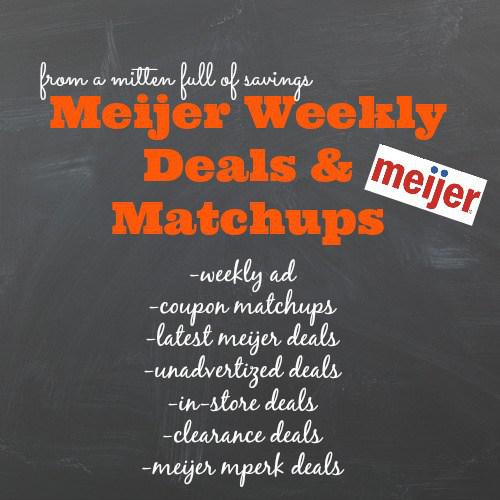 from a mitten full of savings
Meijer Weekly
Deals &
Matchups
meijer
-weekly ad
-coupon matchups
-latest meijer deals
-unadvertized deals
-in-store deals
-clearance deals
-meijer mperk deals